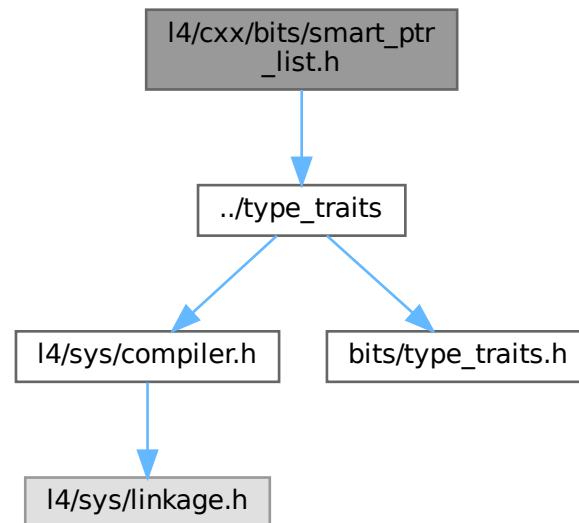 l4/cxx/bits/smart_ptr
_list.h
../type_traits
l4/sys/compiler.h
bits/type_traits.h
l4/sys/linkage.h